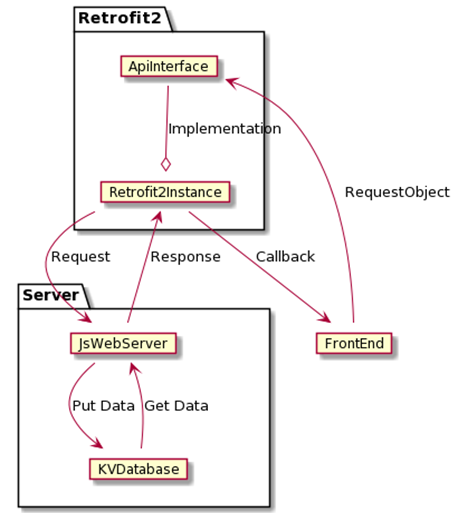 Retrofit2
ApiInterface
Implementation
RequestObject
Retrofit2Instance
Request
Response
Callback
Server
JsWebServer
FrontEnd
Put Data
Get Data
KVDatabase